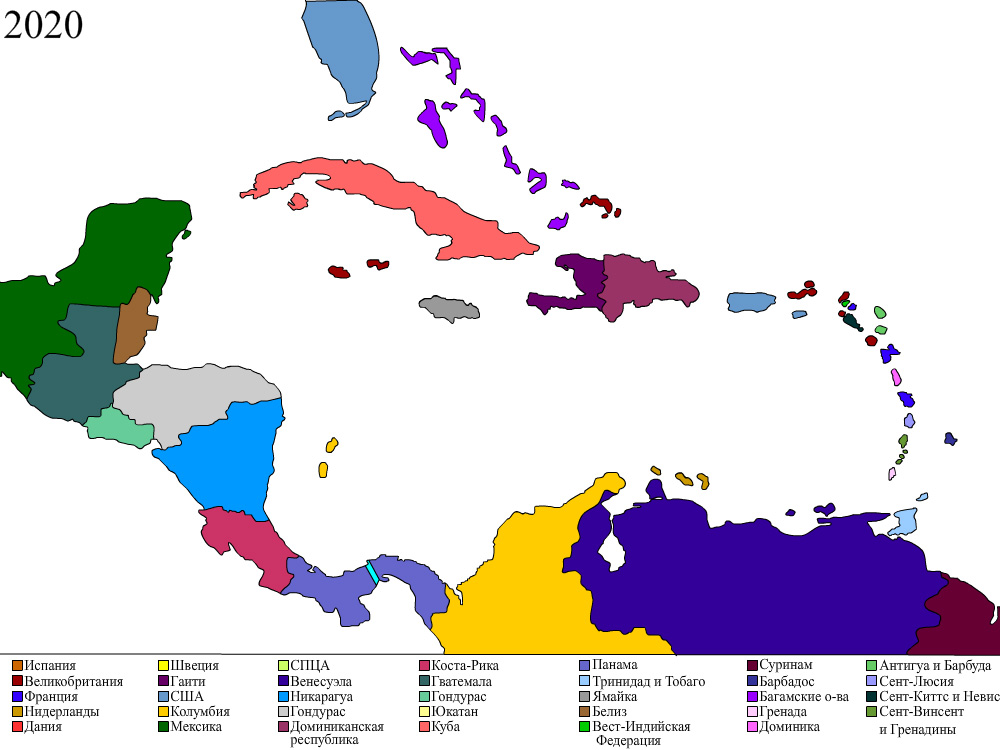 2020
Испания
Великобритания
Франция
Нидерланды
Дания
Швеция
Гаити
США
Колумбия
Мексика
СПЦА
Венесуэла
Никарагуа
Гондурас
Доминиканская
республика
Коста-Рика
Гватемала
Гондурас
Юкатан
Куба
Панама
Тринидад и Тобаго
Ямайка
Белиз
Вест-Индийская
Федерация
Суринам
Барбадос
Багамские о-ва
Гренада
Доминика
Антигуа и Барбуда
Сент-Люсия
Сент-Киттс и Невис
Сент-Винсент
и Гренадины